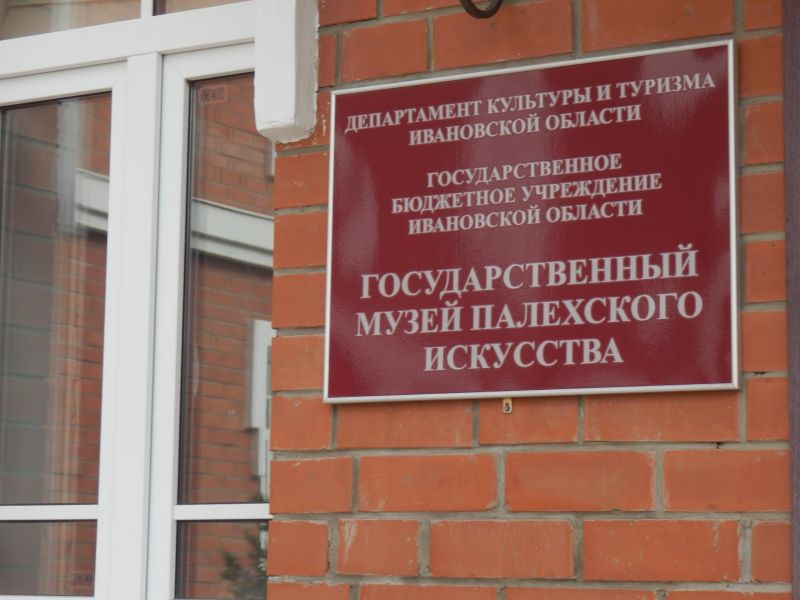 ДЕПАРТАМЕНТ КУЛЬТУРЫ И ТУРИЗМА
ИВАНОВСКОЙ ОБЛАСТИ
ГОСУДАРСТВЕННОЕ
БЮДЖЕТНОЕ УЧРЕЖДЕНИЕ
ИВАНОВСКОЙ ОБЛАСТИ
ГОСУДАРСТВЕННЫЙ
МУЗЕЙ ПАЛЕХСКОГО
ИСКУССТВА